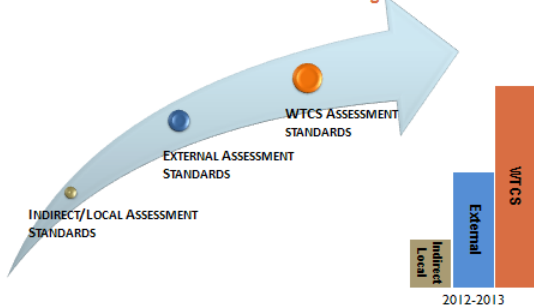 WTCS ASSESSMENT
STANDARDS
EXTERNAL ASSESSMENT
STANDARDS
INDIRECT/LOCAL ASSESSMENT
STANDARDS
Indirect
Local
External
WTCS
2012-2013